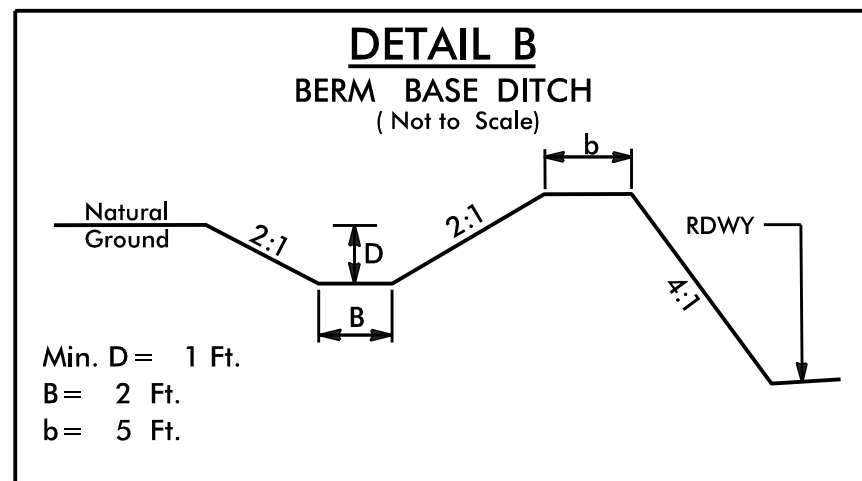 DETAIL B
BERM BASE DITCH
( Not to Scale)
b
Natural
Ground
2:1
D
2:1
RDWY
4:1
B
Min. D = 1 Ft.
B = 2 Ft.
b = 5 Ft.